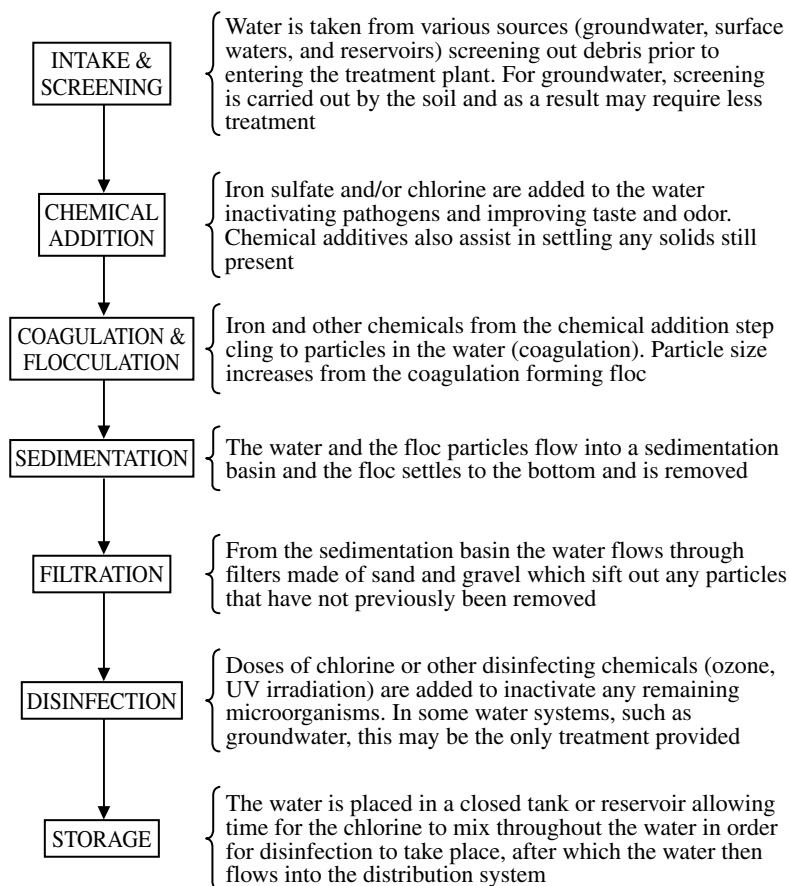 INTAKE &
SCREENING
Water is taken from various sources (groundwater, surface
waters, and reservoirs) screening out debris prior to
entering the treatment plant. For groundwater, screening
is carried out by the soil and as a result may require less
treatment
CHEMICAL
ADDITION
Iron sulfate and/or chlorine are added to the water
inactivating pathogens and improving taste and odor.
Chemical additives also assist in settling any solids still
present
COAGULATION &
FLOCCULATION
Iron and other chemicals from the chemical addition step
cling to particles in the water (coagulation). Particle size
increases from the coagulation forming floc
SEDIMENTATION
The water and the floc particles flow into a sedimentation
basin and the floc settles to the bottom and is removed
FILTRATION
From the sedimentation basin the water flows through
filters made of sand and gravel which sift out any particles
that have not previously been removed
DISINFECTION
Doses of chlorine or other disinfecting chemicals (ozone,
UV irradiation) are added to inactivate any remaining
microorganisms. In some water systems, such as
groundwater, this may be the only treatment provided
STORAGE
The water is placed in a closed tank or reservoir allowing
time for the chlorine to mix throughout the water in order
for disinfection to take place, after which the water then
flows into the distribution system